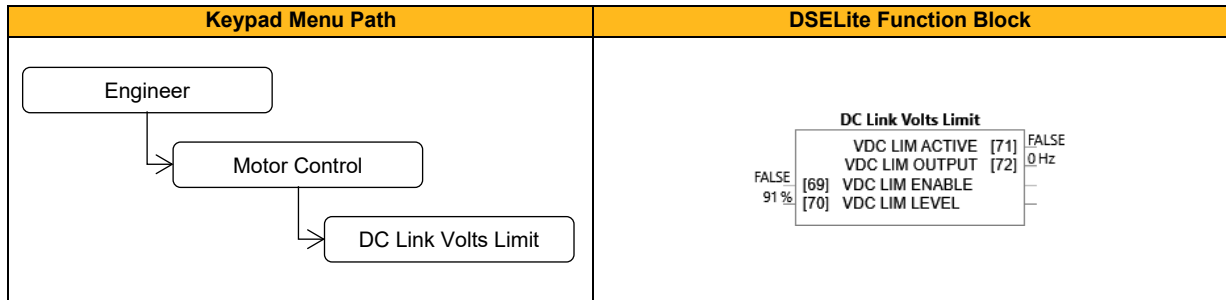 Keypad Menu Path
DSELite Function Block
Engineer
Motor Control
DC Link Volts Limit
DC Link Volts Limit
VDC LIM ACTIVE [71] FALSE
VDC LIM OUTPUT [72] 0 Hz
FALSE [69] VDC LIM ENABLE
91 % [70] VDC LIM LEVEL